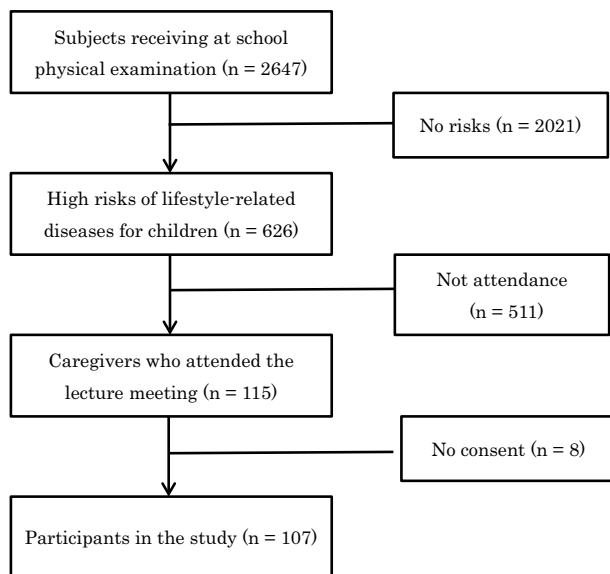 Subjects receiving at school
physical examination (n = 2647)
No risks (n = 2021)
High risks of lifestyle-related
diseases for children (n = 626)
Not attendance
(n = 511)
Caregivers who attended the
lecture meeting (n = 115)
No consent (n = 8)
Participants in the study (n = 107)